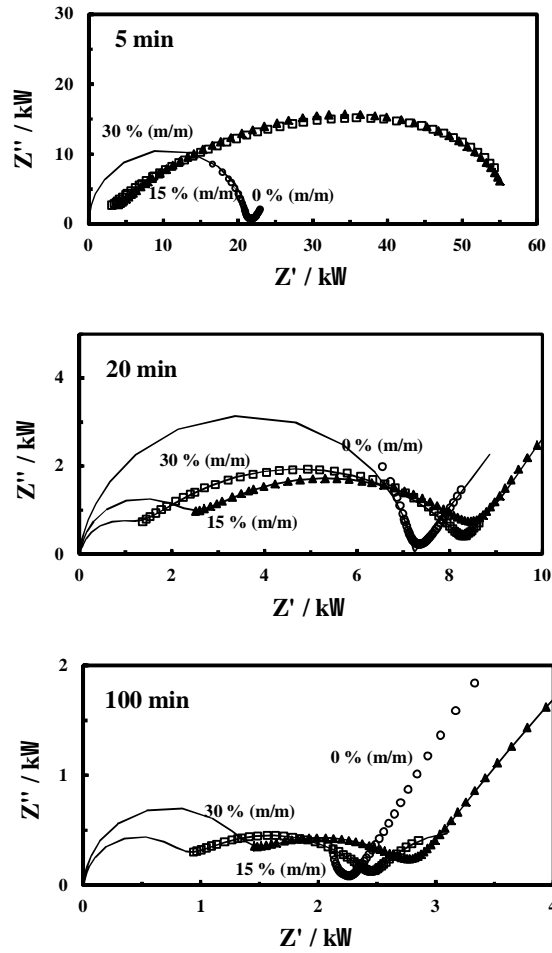 30
5 min
20
30 % (m/m)
10
15 % (m/m)
0 % (m/m)
0
0 10 20 30 40 50 60
Z'' / kW
Z' / kW
20 min
4
0 % (m/m)
30 % (m/m)
2
15 % (m/m)
0
0 2 4 6 8 10
Z'' / kW
Z' / kW
2
100 min
0 % (m/m)
1
30 % (m/m)
15 % (m/m)
0
0 1 2 3 4
Z'' / kW
Z' / kW